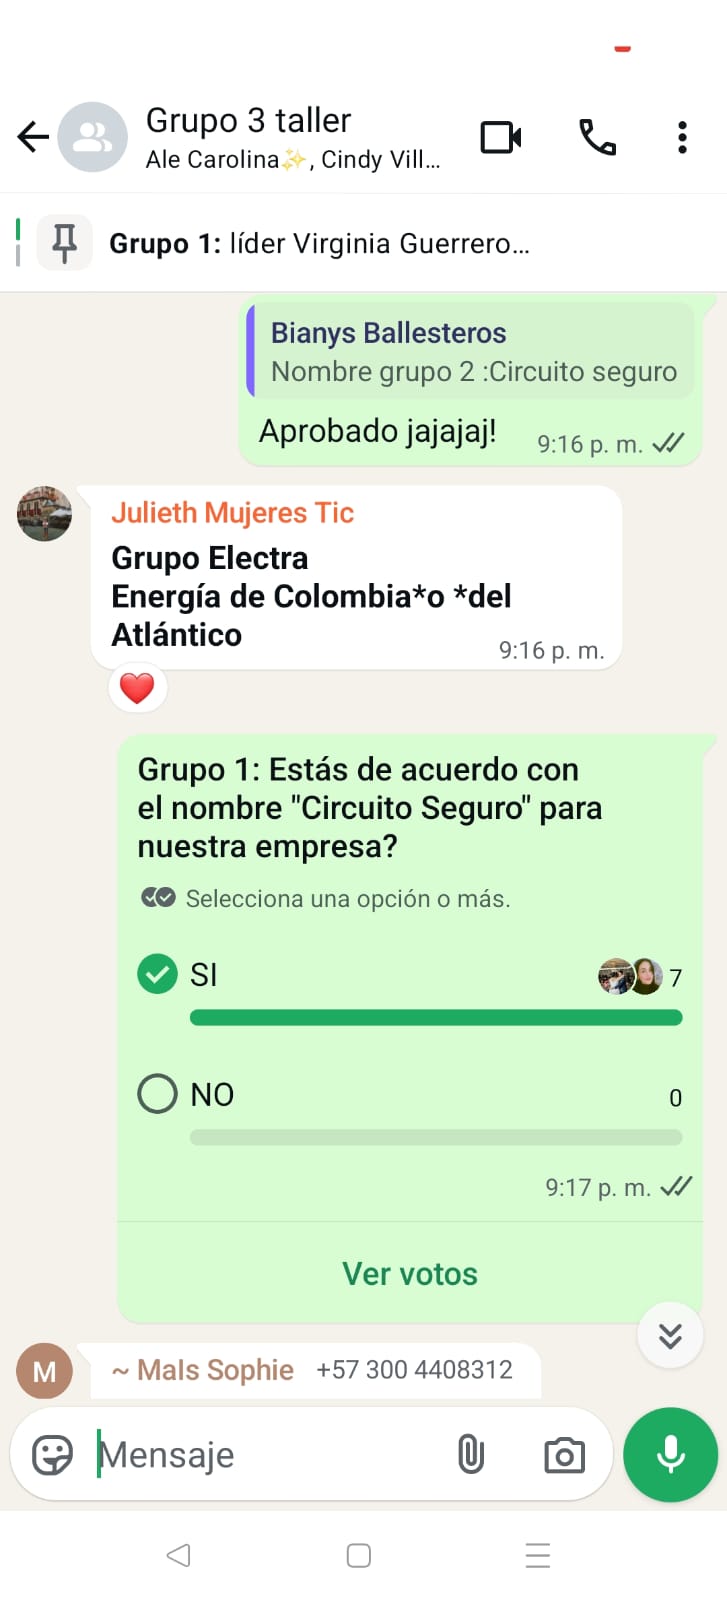 Grupo 3 taller
Ale Carolina✨, Cindy Vill...
Grupo 1: líder Virginia Guerrero...
Bianys Ballesteros
Nombre grupo 2 :Circuito seguro
Aprobado jajajaj!
9:16 p. m.
Julieth Mujeres Tic
Grupo Electra
Energía de Colombia*o *del
Atlántico
9:16 p. m.
Grupo 1: Estás de acuerdo con
el nombre "Circuito Seguro" para
nuestra empresa?
Selecciona una opción o más.
SI 7
NO 0
9:17 p. m.
Ver votos
M
~ Mals Sophie +57 300 4408312
Mensaje